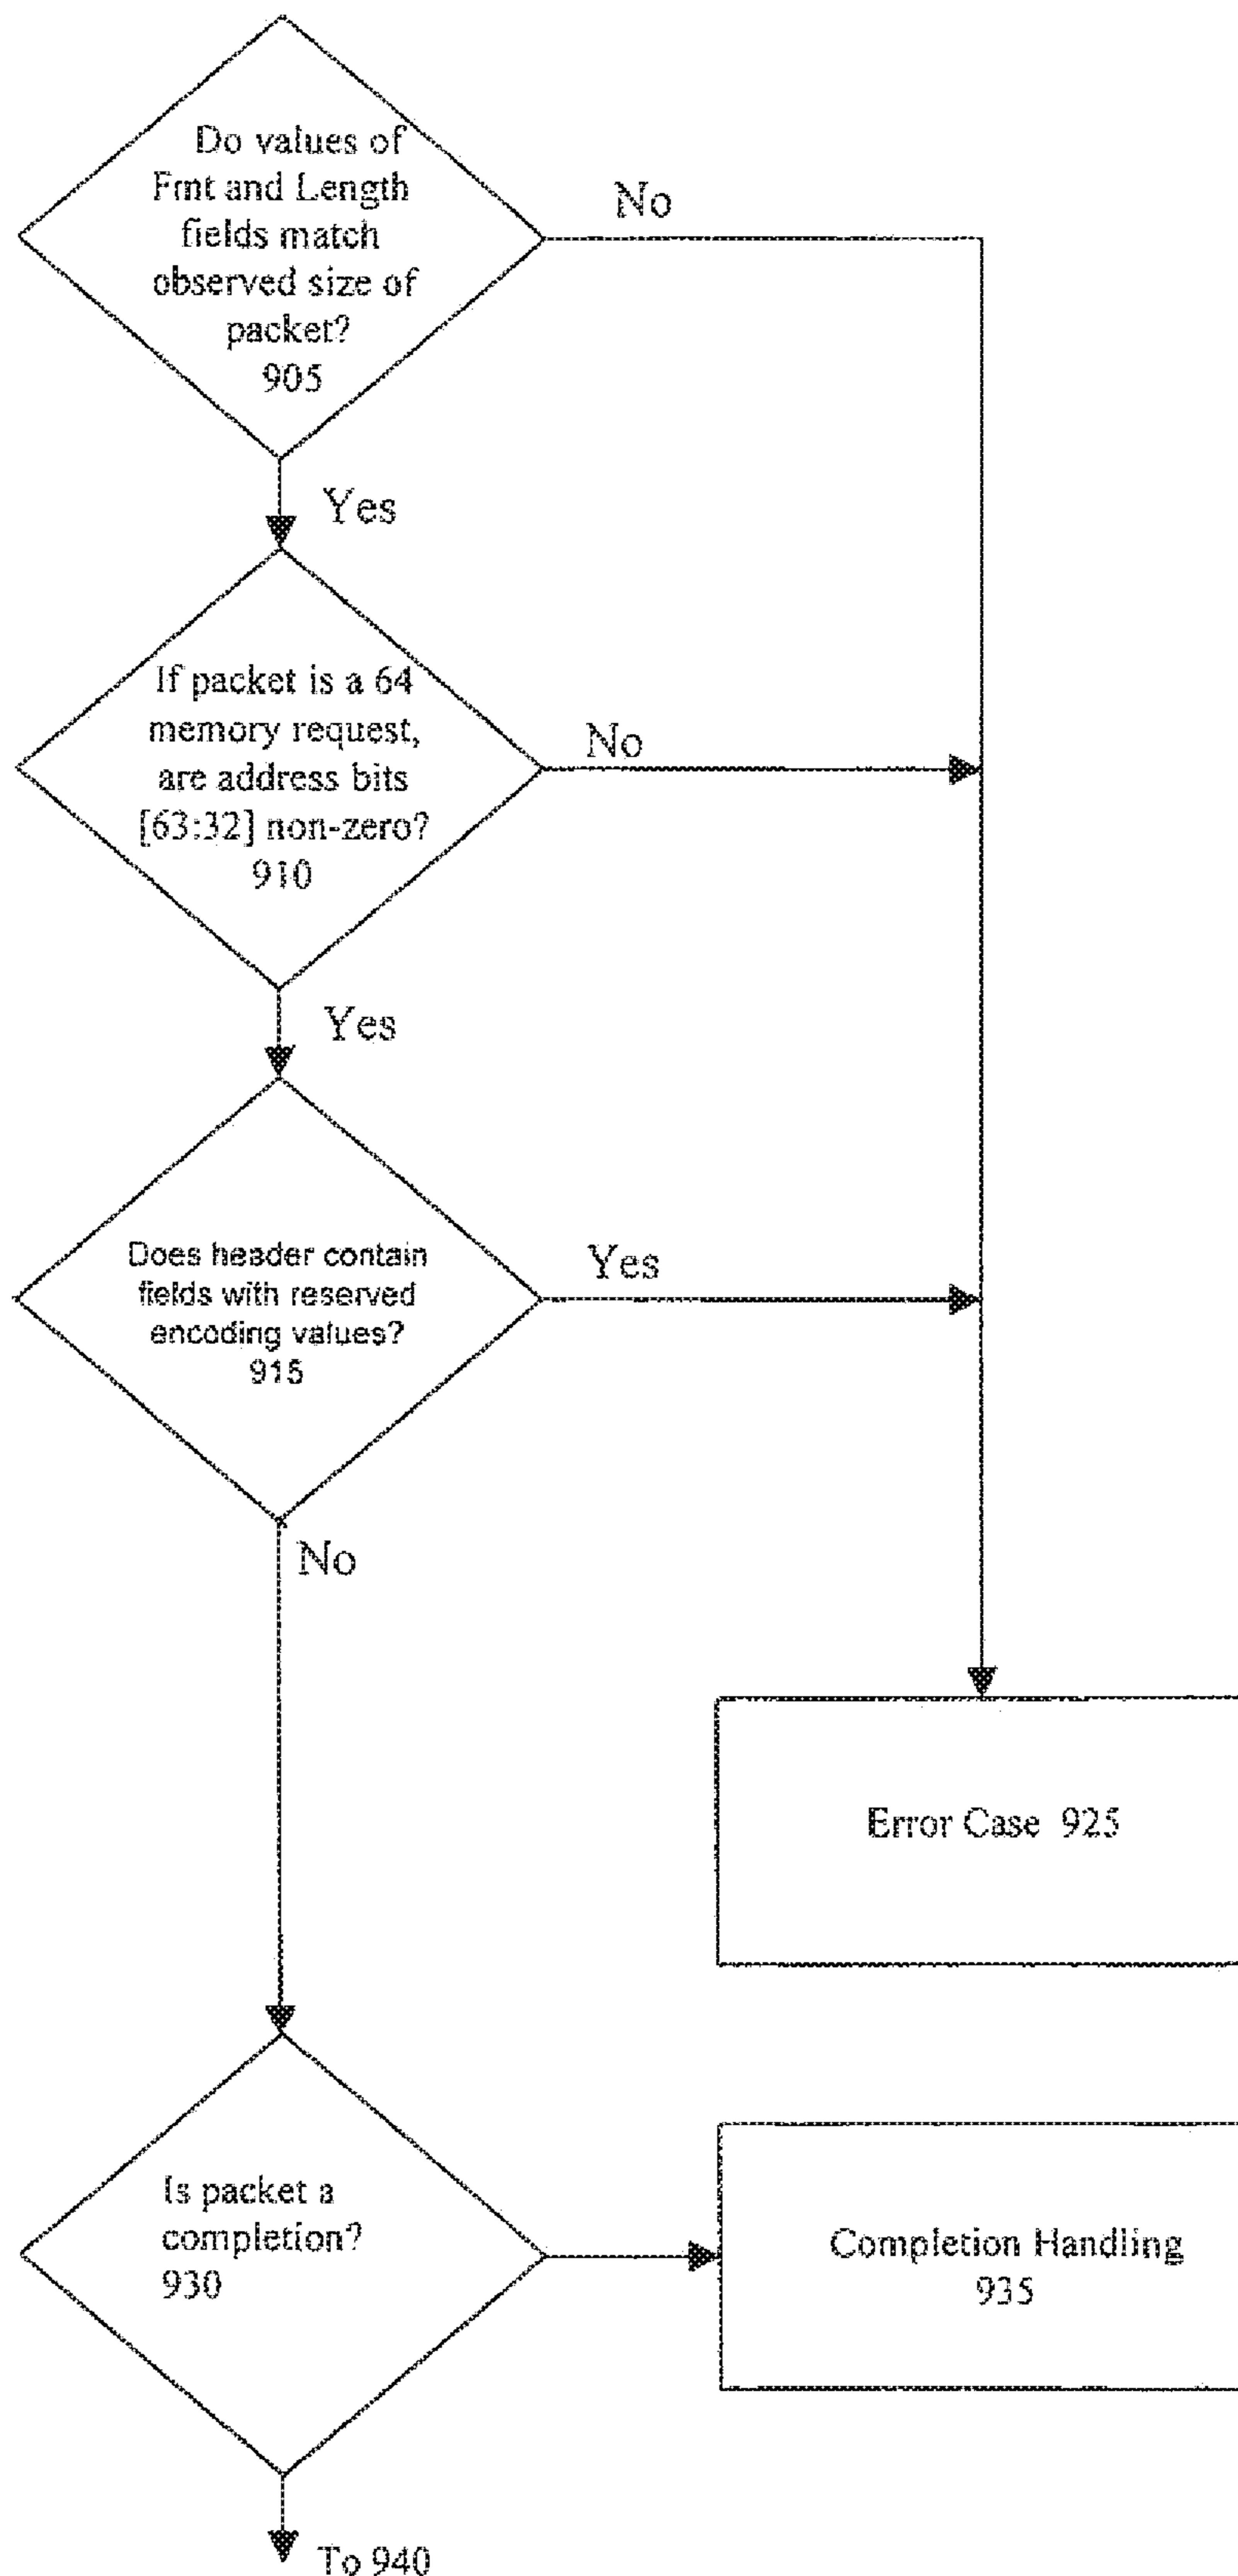 Do values of
Fmt and Length
fields match
observed size of
packet?
905
No
Yes
If packet is a 64
memory request,
are address bits
[63:32] non-zero?
910
No
Yes
Does header contain
fields with reserved
encoding values?
915
Yes
No
Error Case 925
Is packet a
completion?
930
Completion Handling
935
To 940